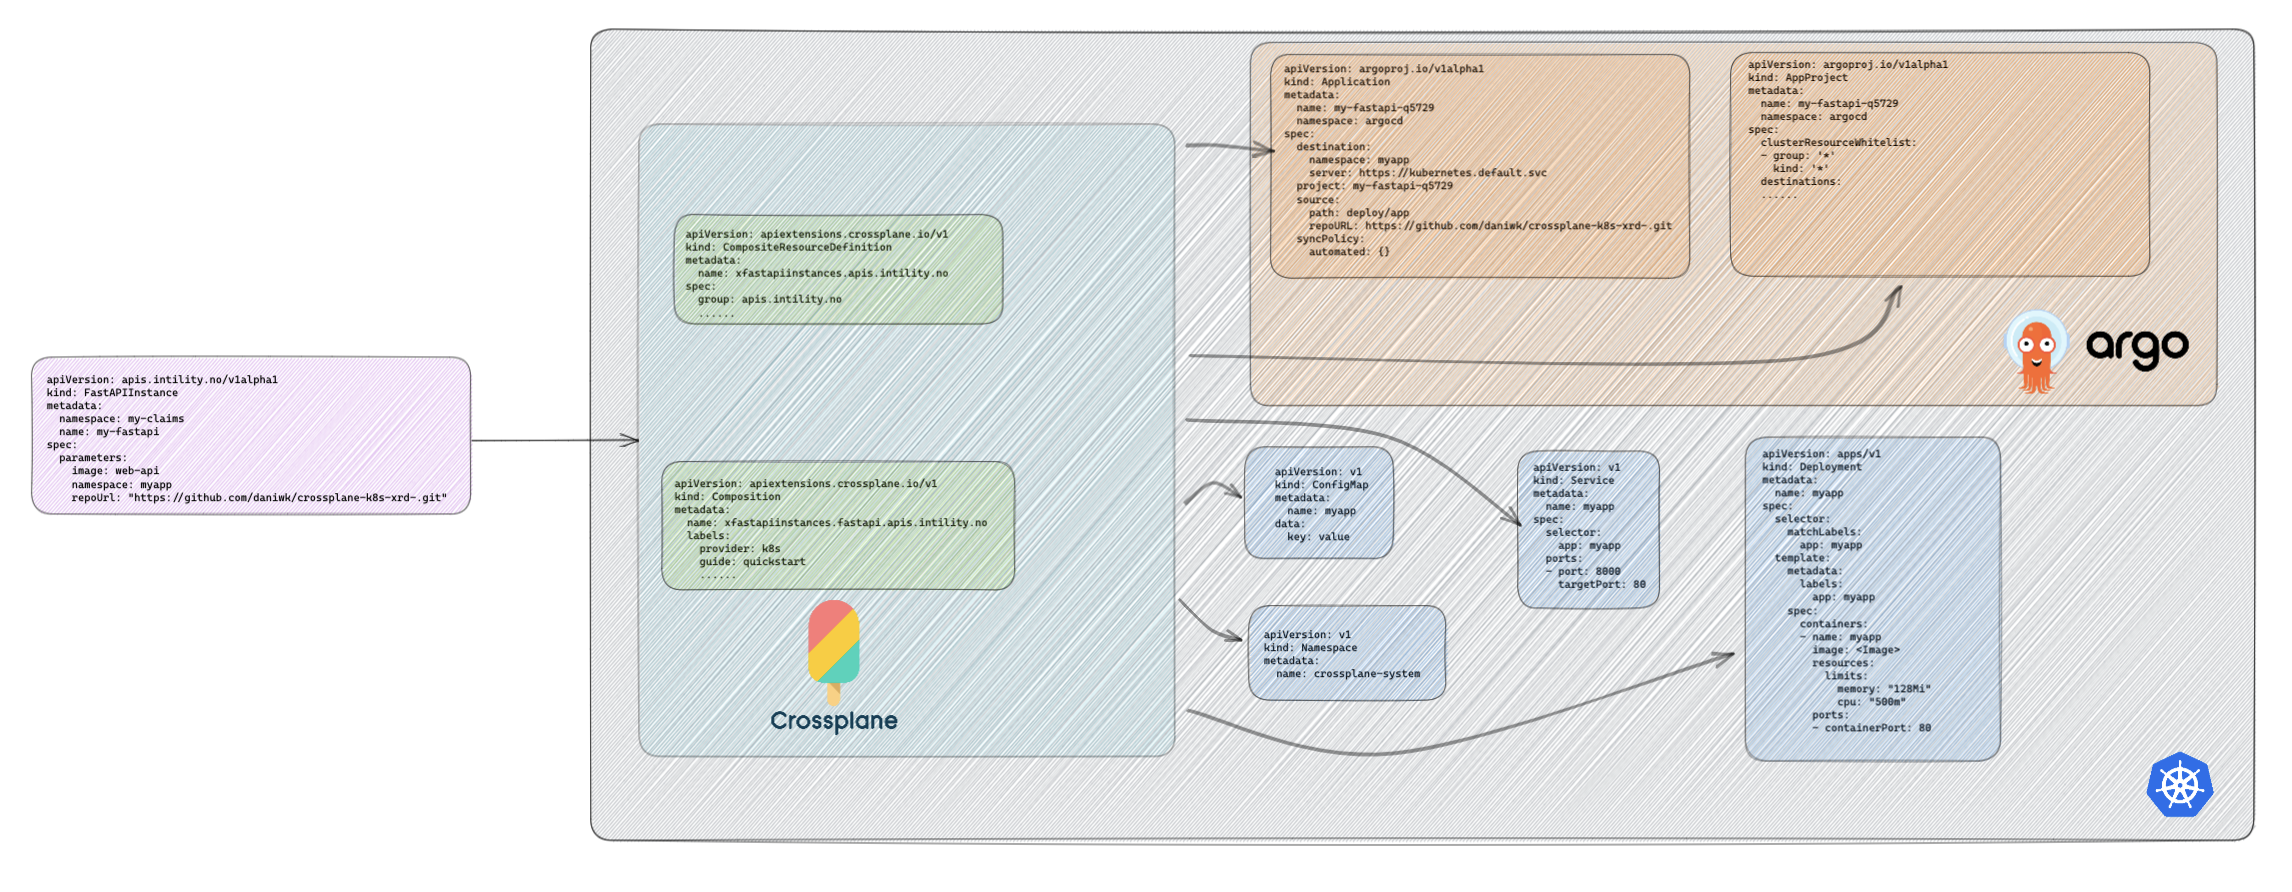 apiVersion: apis.intility.no/v1alpha1
kind: FastAPIInstance
metadata:
  namespace: my-claims
  name: my-fastapi
spec:
  parameters:
    image: web-api
    namespace: myapp
    repoUrl: "https://github.com/daniwk/crossplane-k8s-xrd-.git"
apiVersion: apiextensions.crossplane.io/v1
kind: CompositeResourceDefinition
metadata:
  name: xfastapiinstances.apis.intility.no
spec:
  group: apis.intility.no
  ......
apiVersion: apiextensions.crossplane.io/v1
kind: Composition
metadata:
  name: xfastapiinstances.fastapi.apis.intility.no
  labels:
    provider: k8s
    guide: quickstart
    ......
Crossplane
apiVersion: argoproj.io/v1alpha1
kind: Application
metadata:
  name: my-fastapi-q5729
  namespace: argocd
spec:
  destination:
    namespace: myapp
    server: https://kubernetes.default.svc
  project: my-fastapi-q5729
  source:
    path: deploy/app
    repoURL: https://github.com/daniwk/crossplane-k8s-xrd-.git
  syncPolicy:
    automated: {}
apiVersion: argoproj.io/v1alpha1
kind: AppProject
metadata:
  name: my-fastapi-q5729
  namespace: argocd
spec:
  clusterResourceWhitelist:
  - group: '*'
    kind: '*'
  destinations:
  ......
argo
apiVersion: v1
kind: ConfigMap
metadata:
  name: myapp
data:
  key: value
apiVersion: v1
kind: Service
metadata:
  name: myapp
spec:
  selector:
    app: myapp
  ports:
  - port: 8000
    targetPort: 80
apiVersion: v1
kind: Namespace
metadata:
  name: crossplane-system
apiVersion: apps/v1
kind: Deployment
metadata:
  name: myapp
spec:
  selector:
    matchLabels:
      app: myapp
  template:
    metadata:
      labels:
        app: myapp
    spec:
      containers:
      - name: myapp
        image: <Image>
        resources:
          limits:
            memory: "128Mi"
            cpu: "500m"
        ports:
        - containerPort: 80